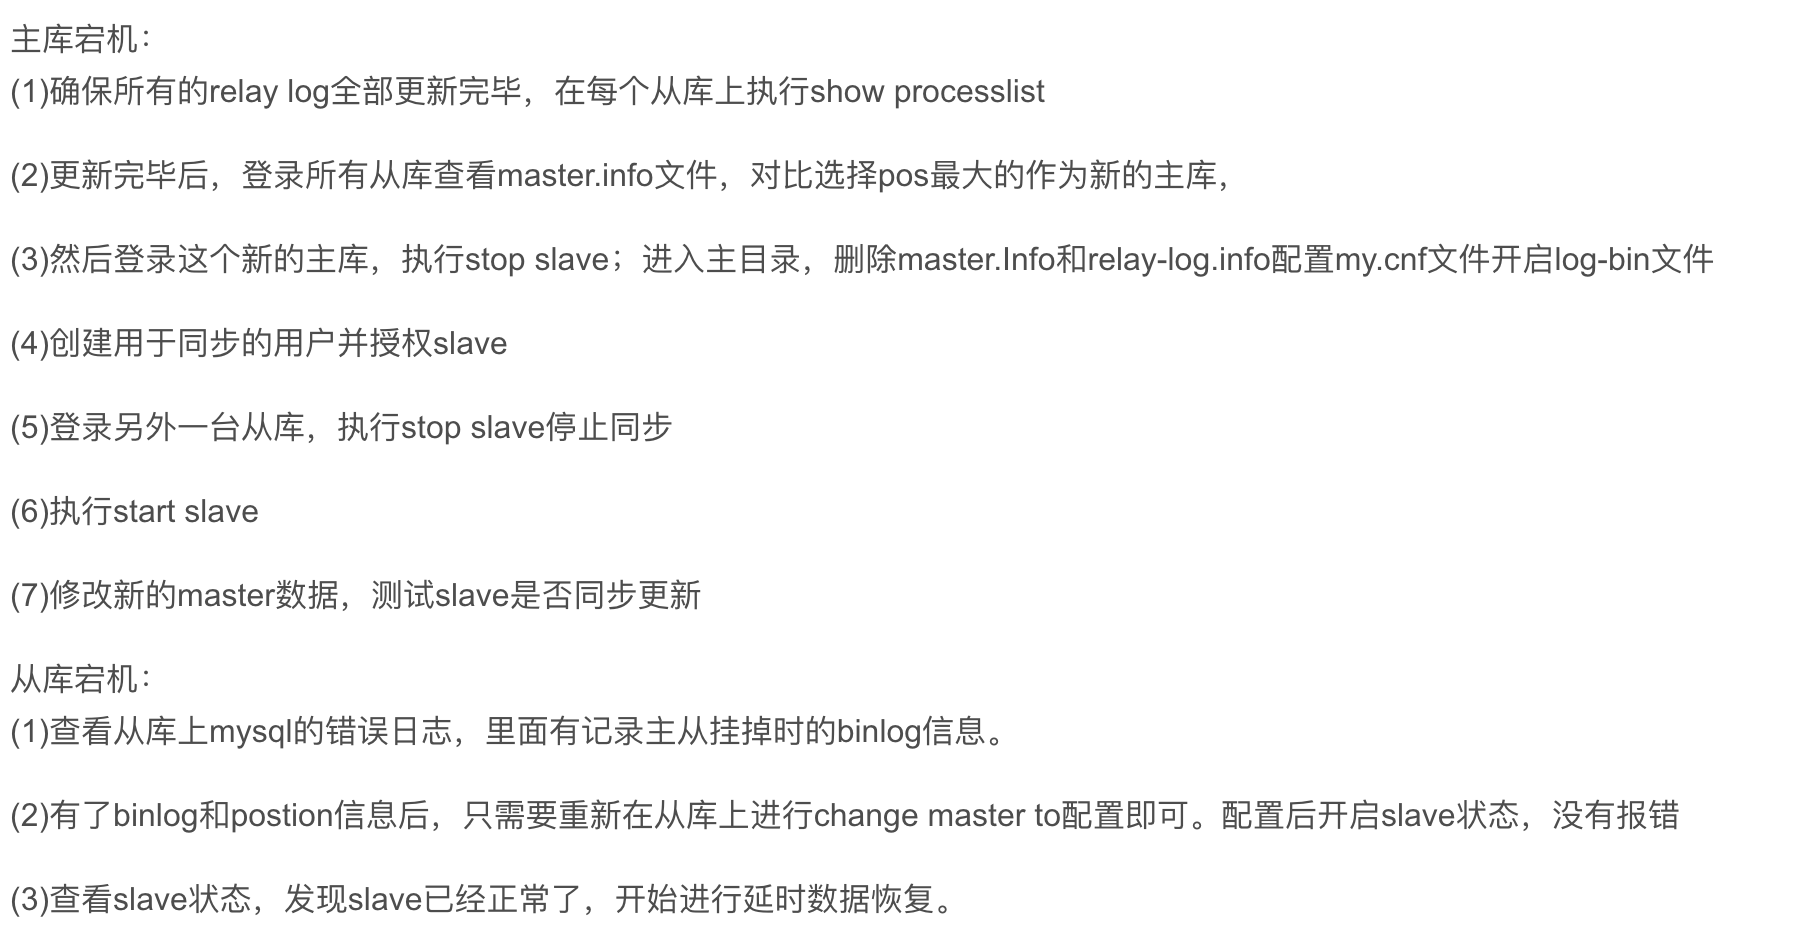 主库宕机：
(1)确保所有的relay log全部更新完毕，在每个从库上执行show processlist
(2)更新完毕后，登录所有从库查看master.info文件，对比选择pos最大的作为新的主库，
(3)然后登录这个新的主库，执行stop slave；进入主目录，删除master.Info和relay-log.info配置my.cnf文件开启log-bin文件
(4)创建用于同步的用户并授权slave
(5)登录另外一台从库，执行stop slave停止同步
(6)执行start slave
(7)修改新的master数据，测试slave是否同步更新
从库宕机：
(1)查看从库上mysql的错误日志，里面有记录主从挂掉时的binlog信息。
(2)有了binlog和postion信息后，只需要重新在从库上进行change master to配置即可。配置后开启slave状态，没有报错
(3)查看slave状态，发现slave已经正常了，开始进行延时数据恢复。